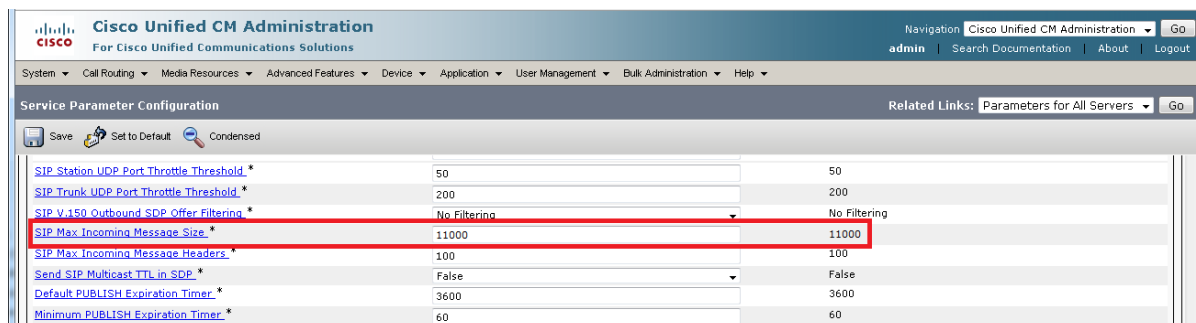 cisco
Cisco Unified CM Administration
For Cisco Unified Communications Solutions
Navigation Cisco Unified CM Administration Go
admin | Search Documentation | About | Logout
System Call Routing Media Resources Advanced Features Device Application User Management Bulk Administration Help
Service Parameter Configuration Related Links: Parameters for All Servers Go
Save Set to Default Condensed
SIP Station UDP Port Throttle Threshold * 50 50
SIP Trunk UDP Port Throttle Threshold * 200 200
SIP V.150 Outbound SDP Offer Filtering * No Filtering No Filtering
SIP Max Incoming Message Size * 11000 11000
SIP Max Incoming Message Headers * 100 100
Send SIP Multicast TTL in SDP * False False
Default PUBLISH Expiration Timer * 3600 3600
Minimum PUBLISH Expiration Timer * 60 60